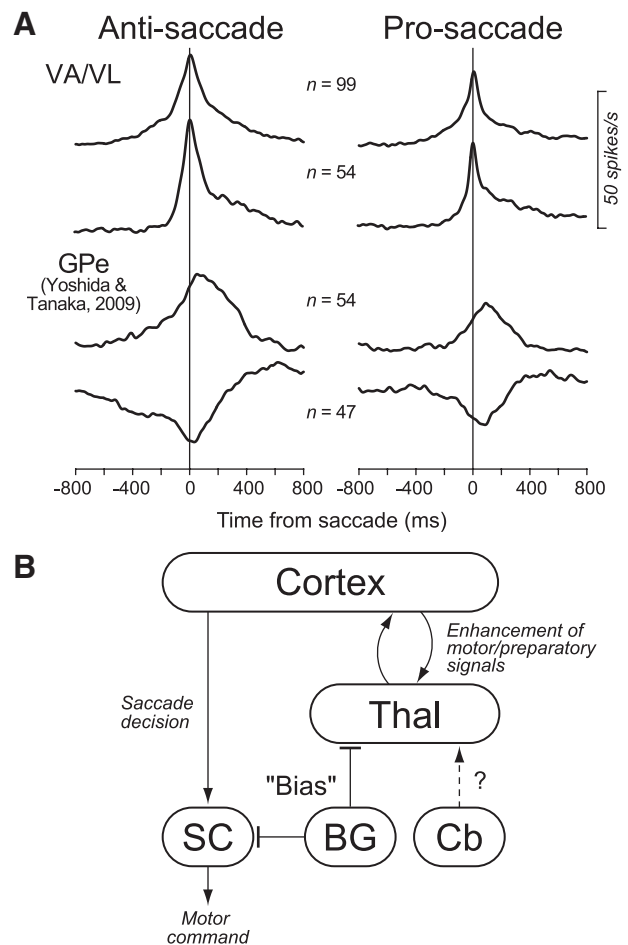 A
Anti-saccade
Pro-saccade
VA/VL
n = 99
n = 54
50 spikes/s
GPe
(Yoshida &
Tanaka, 2009)
n = 54
n = 47
-800 -400 0 400 800
-800 -400 0 400 800
Time from saccade (ms)
B
Cortex
Enhancement of
motor/preparatory
signals
Saccade
decision
Thal
"Bias"
?
SC
BG
Cb
Motor
command